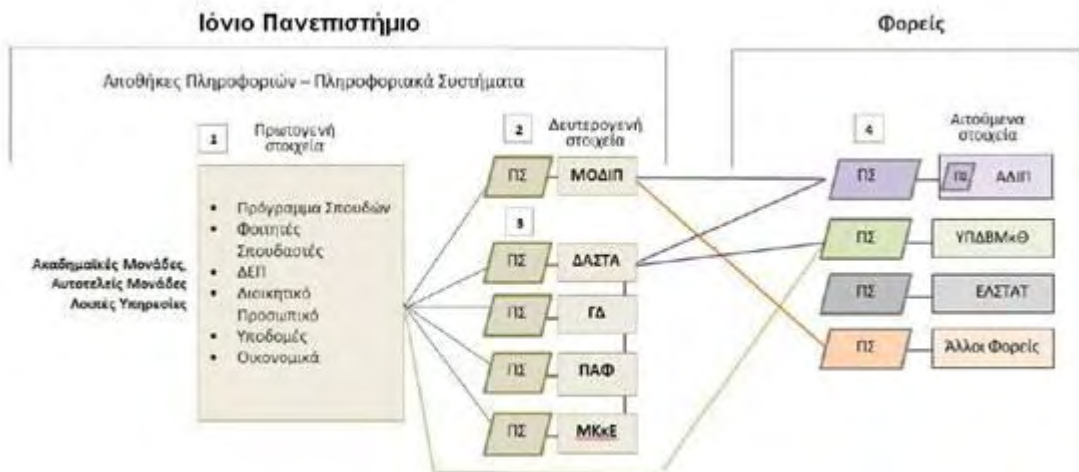 Ιόνιο Πανεπιστήμιο
Φορείς
Αποθήκες Πληροφοριών – Πληροφοριακά Συστήματα
1
Πρωτογενή
στοιχεία
2
Δευτερογενή
στοιχεία
4
Αιτούμενα
στοιχεία
Ακαδημαϊκές Μονάδες,
Αυτοτελείς Μονάδες
Λοιπές Υπηρεσίες
• Πρόγραμμα Σπουδών
• Φοιτητές
Σπουδαστές
• ΔΕΠ
• Διοικητικό
Προσωπικό
• Υποδομές
• Οικονομικά
ΠΣ
ΜΟΔΙΠ
3
ΠΣ
ΔΑΣΤΑ
ΠΣ
ΓΔ
ΠΣ
ΠΑΦ
ΠΣ
ΜΚκΕ
ΠΣ
ΠΣ
ΑΔΙΠ
ΠΣ
ΥΠΔΒΜκΘ
ΠΣ
ΕΛΣΤΑΤ
ΠΣ
Άλλοι Φορείς